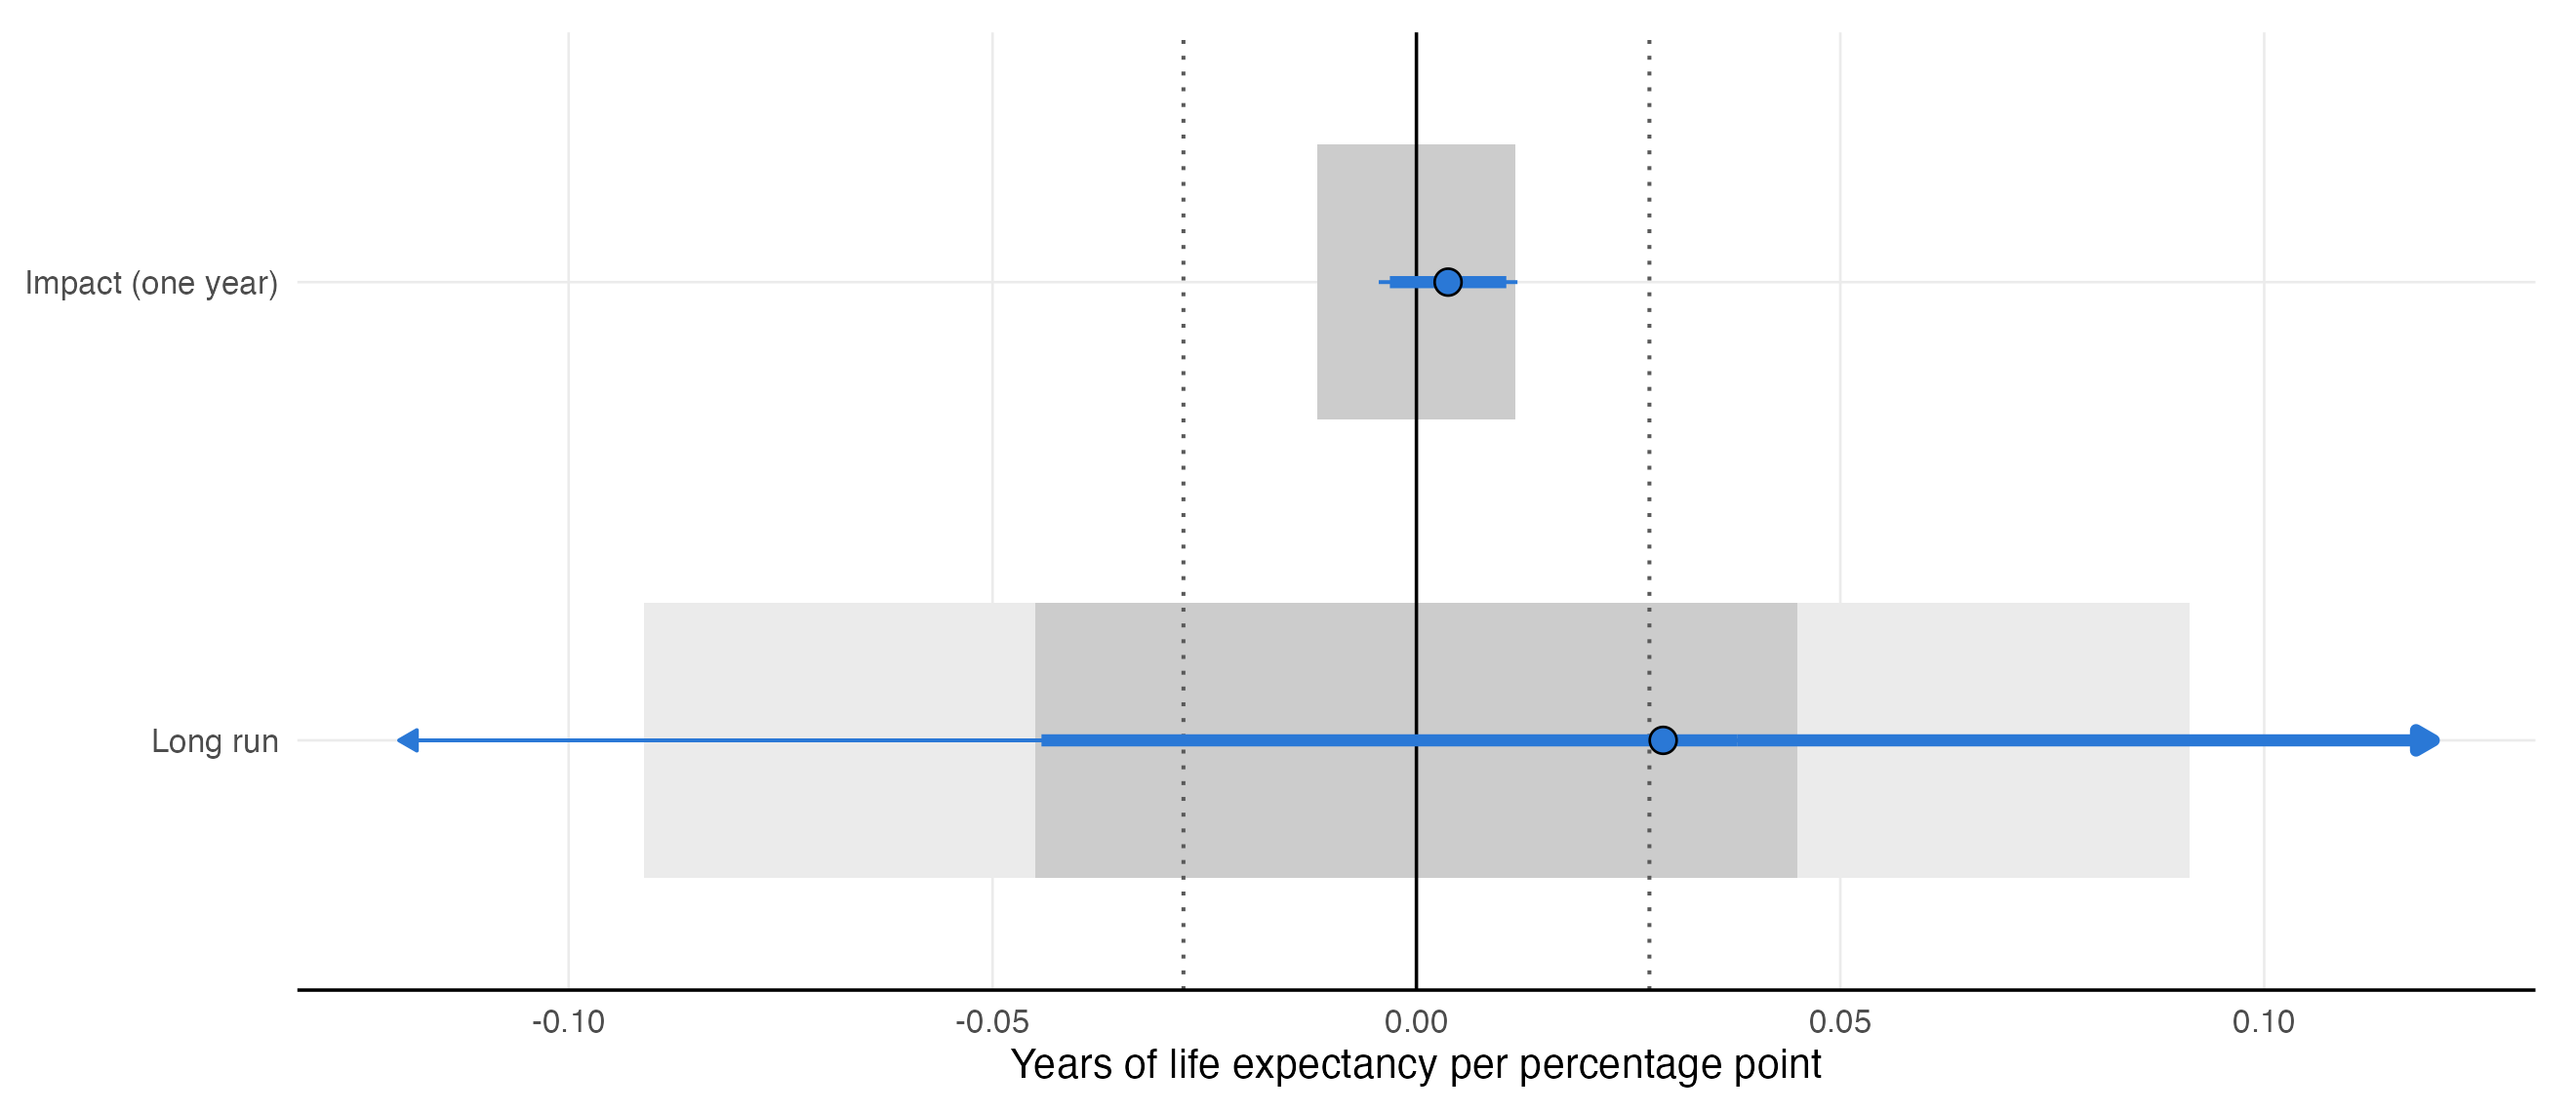 Impact (one year)
Long run
-0.10 -0.05 0.00 0.05 0.10
Years of life expectancy per percentage point